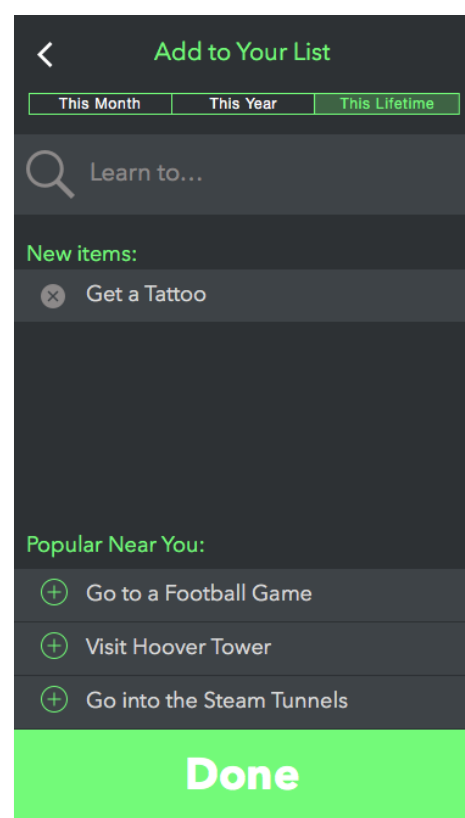 Add to Your List
This Month This Year This Lifetime
Learn to...
New items:
Get a Tattoo
Popular Near You:
Go to a Football Game
Visit Hoover Tower
Go into the Steam Tunnels
Done